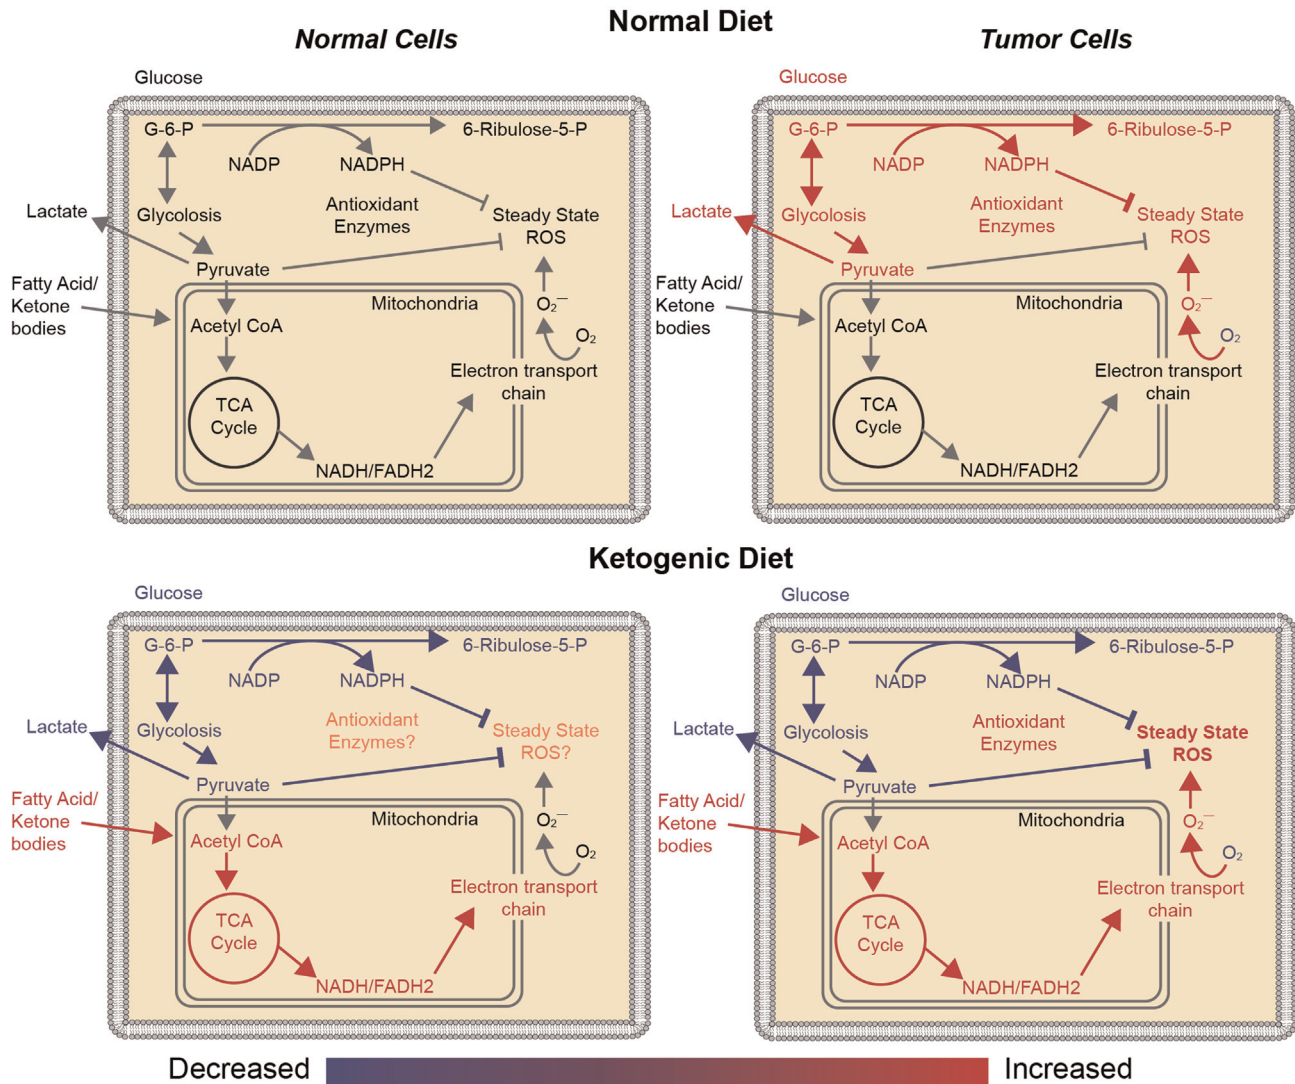 Normal Diet
Normal Cells
Tumor Cells
Glucose
G-6-P
6-Ribulose-5-P
NADP
NADPH
Lactate
Glycolosis
Antioxidant
Enzymes
Steady State
ROS
Pyruvate
Fatty Acid/
Ketone
bodies
Mitochondria
O₂⁻
Acetyl CoA
O₂
Electron transport
chain
TCA
Cycle
NADH/FADH2
Glucose
G-6-P
6-Ribulose-5-P
NADP
NADPH
Lactate
Glycolosis
Antioxidant
Enzymes
Steady State
ROS
Pyruvate
Fatty Acid/
Ketone
bodies
Mitochondria
O₂⁻
Acetyl CoA
O₂
Electron transport
chain
TCA
Cycle
NADH/FADH2
Ketogenic Diet
Glucose
G-6-P
6-Ribulose-5-P
NADP
NADPH
Lactate
Glycolosis
Antioxidant
Enzymes?
Steady State
ROS?
Pyruvate
Fatty Acid/
Ketone
bodies
Mitochondria
O₂⁻
Acetyl CoA
O₂
Electron transport
chain
TCA
Cycle
NADH/FADH2
Glucose
G-6-P
6-Ribulose-5-P
NADP
NADPH
Lactate
Glycolosis
Antioxidant
Enzymes
Steady State
ROS
Pyruvate
Fatty Acid/
Ketone
bodies
Mitochondria
O₂⁻
Acetyl CoA
O₂
Electron transport
chain
TCA
Cycle
NADH/FADH2
Decreased
Increased